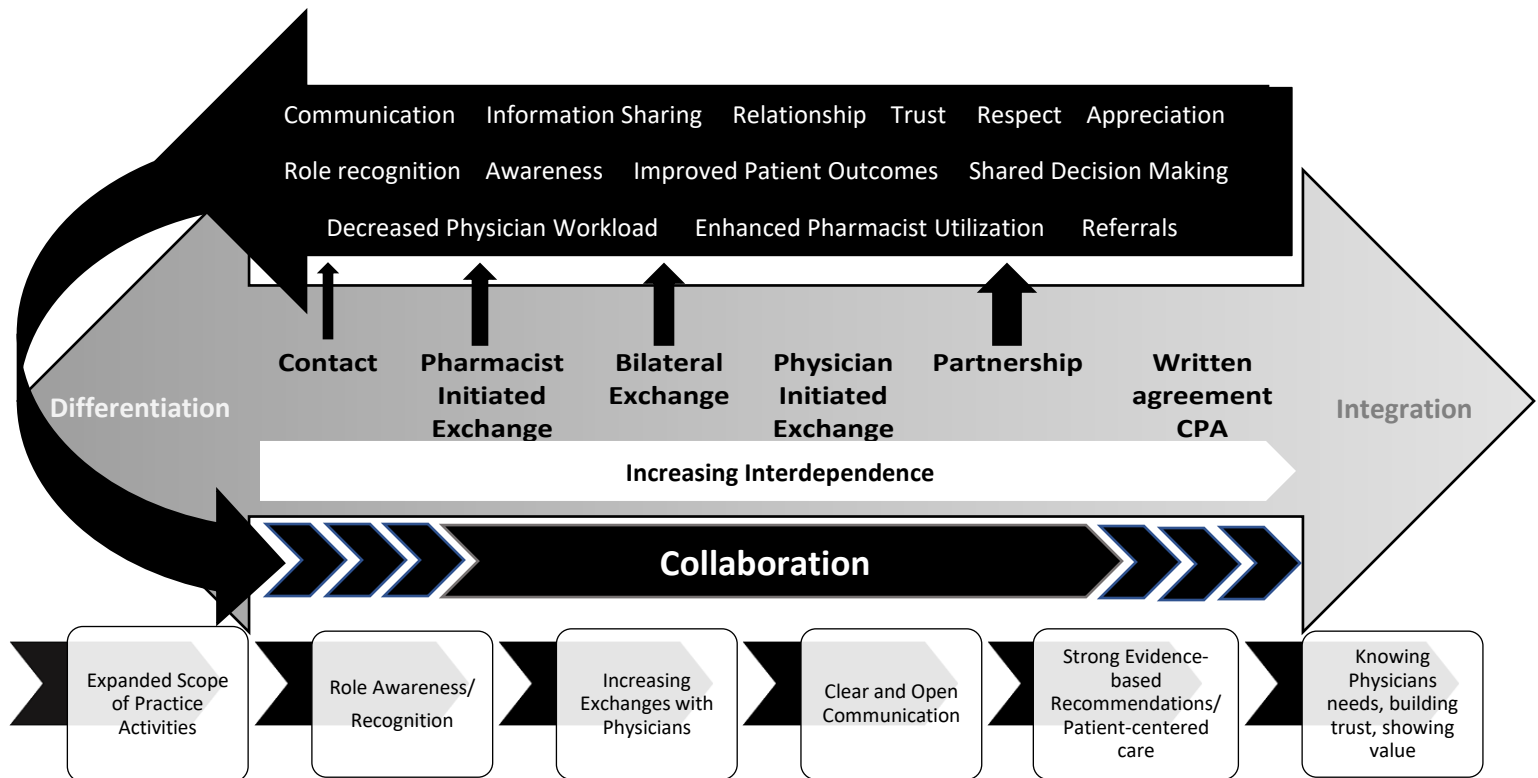 Communication Information Sharing Relationship Trust Respect Appreciation
Role recognition Awareness Improved Patient Outcomes Shared Decision Making
Decreased Physician Workload Enhanced Pharmacist Utilization Referrals
Differentiation
Contact
Pharmacist
Initiated
Exchange
Bilateral
Exchange
Physician
Initiated
Exchange
Partnership
Written
agreement
CPA
Integration
Increasing Interdependence
Collaboration
Expanded Scope
of Practice
Activities
Role Awareness/
Recognition
Increasing
Exchanges with
Physicians
Clear and Open
Communication
Strong Evidence-
based
Recommendations/
Patient-centered
care
Knowing
Physicians
needs, building
trust, showing
value